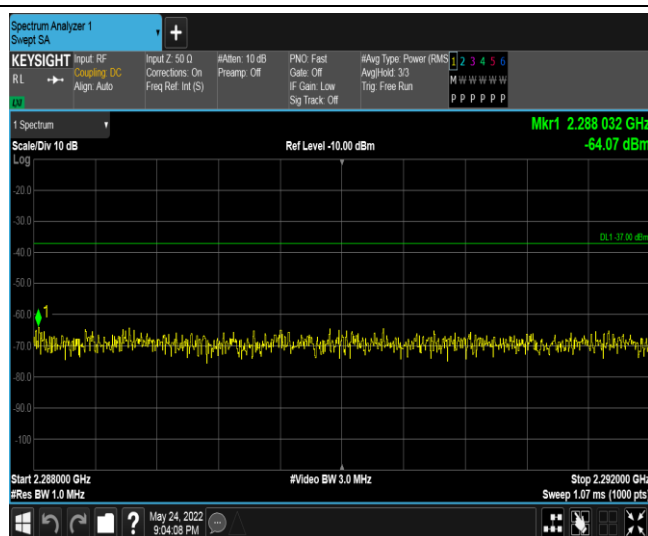 Spectrum Analyzer 1
Swept SA
+
KEYSIGHT
RL
LXI
Input: RF
Coupling: DC
Align: Auto
Input Z: 50 Ω
Corrections: On
Freq Ref: Int (S)
#Atten: 10 dB
Preamp: Off
PNO: Fast
Gate: Off
IF Gain: Low
Sig Track: Off
#Avg Type: Power (RMS
Avg|Hold: 3/3
Trig: Free Run
1 2 3 4 5 6
M W W W W W
P P P P P P
1 Spectrum
Scale/Div 10 dB
Ref Level -10.00 dBm
Mkr1 2.288 032 GHz
-64.07 dBm
Log
-20.0
-30.0
DL1 -37.00 dBm
-40.0
-50.0
-60.0
1
-70.0
-80.0
-90.0
-100
Start 2.288000 GHz
#Video BW 3.0 MHz
Stop 2.292000 GHz
#Res BW 1.0 MHz
Sweep 1.07 ms (1000 pts)
?
May 24, 2022
9:04:08 PM